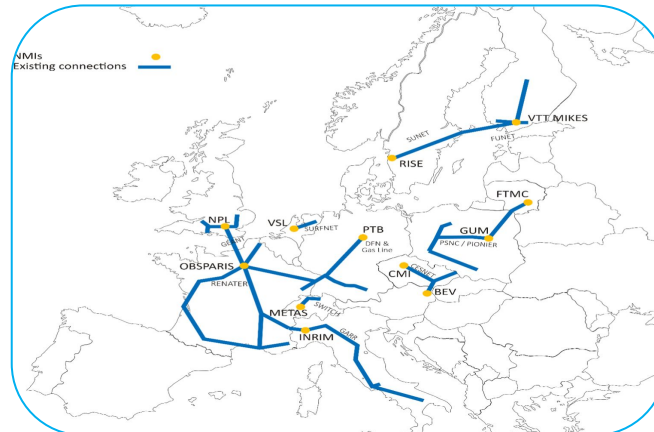 NMIs
Existing connections
VTT MIKES
SUNET
FUNET
RISE
FTMC
NPL
VSL
SURFNET
PTB
GUM
GEANT
DFN &
Gas Line
PSNC / PIONIER
OBSPARIS
CMI
CESNET
RENATER
BEV
METAS
SWITCH
INRIM
GARR